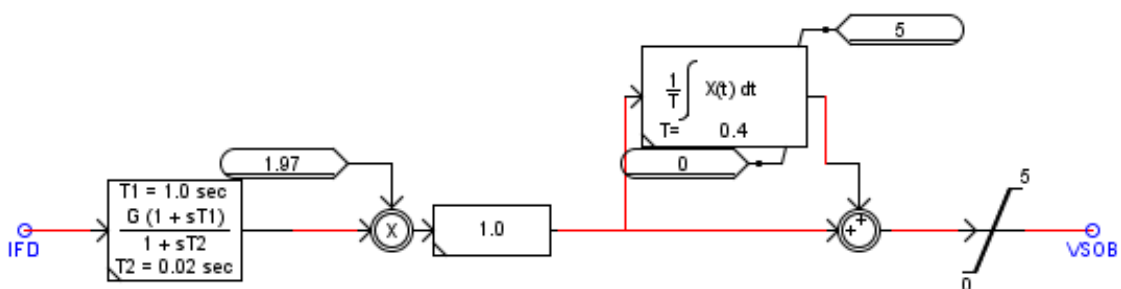 5
1
T
X(t) dt
T= 0.4
1.97
0
T1 = 1.0 sec
G (1 + sT1)
1 + sT2
T2 = 0.02 sec
IFD
X
1.0
+
+
5
0
VSOB